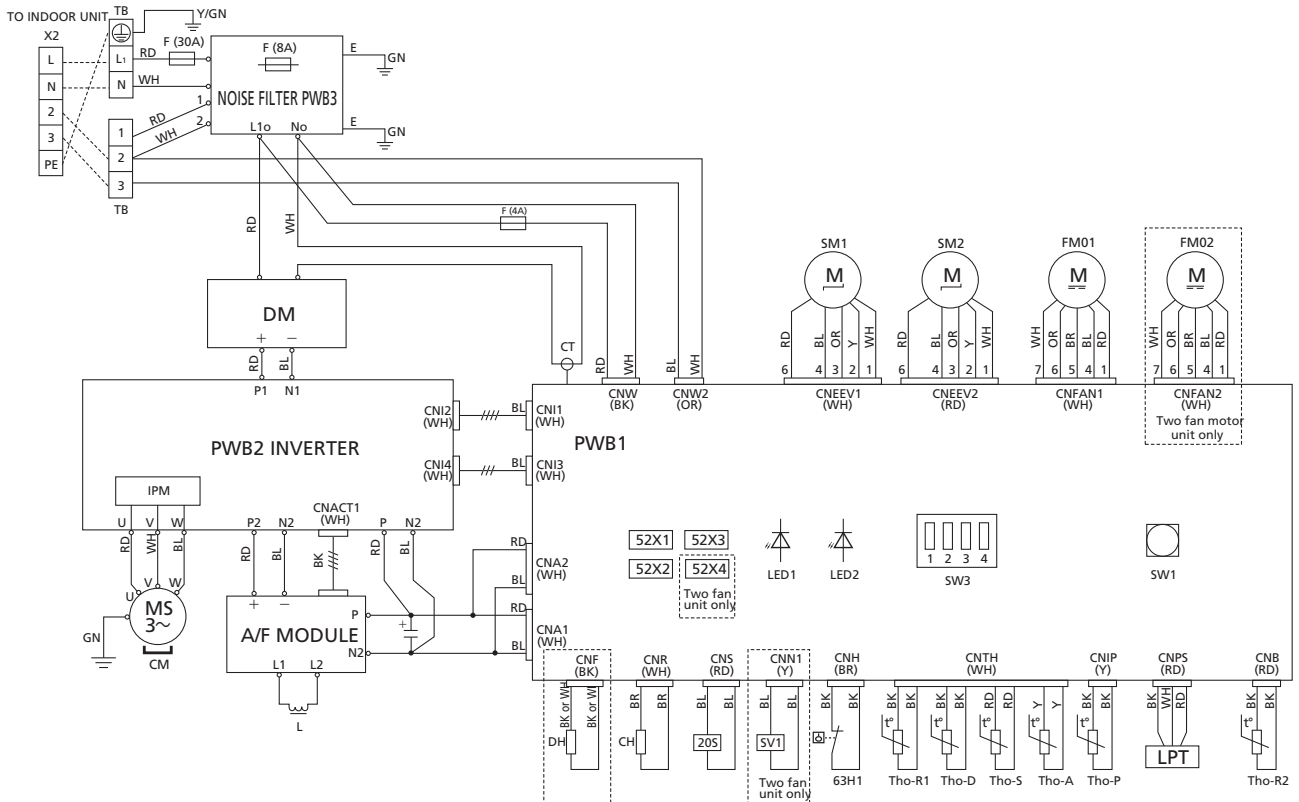 TO INDOOR UNIT
TB
Y/GN
X2
L
N
2
3
PE
L1
N
RD
F (30A)
WH
F (8A)
NOISE FILTER PWB3
E
GN
E
GN
1
2
L1o
No
1
2
3
TB
RD
WH
RD
WH
F (4A)
DM
+
−
RD
BL
P1
N1
CT
RD
WH
BL
WH
CNW
(BK)
CNW2
(OR)
SM1
M
RD
BL
OR
Y
WH
6
4
3
2
1
CNEEV1
(WH)
SM2
M
RD
BL
OR
Y
WH
6
4
3
2
1
CNEEV2
(RD)
FM01
M
WH
OR
BR
BL
RD
7
6
5
4
1
CNFAN1
(WH)
FM02
M
WH
OR
BR
BL
RD
7
6
5
4
1
CNFAN2
(WH)
Two fan motor
unit only
PWB2 INVERTER
CNI2
(WH)
BL
CNI1
(WH)
CNI4
(WH)
BL
CNI3
(WH)
PWB1
IPM
U
V
W
RD
WH
BL
P2
N2
RD
BL
CNACT1
(WH)
BK
P
N2
RD
BL
U
V
W
MS
3~
CM
GN
+
−
A/F MODULE
P
N2
L1
L2
L
+
RD
BL
CNA2
(WH)
RD
BL
CNA1
(WH)
52X1
52X3
52X2
52X4
Two fan
unit only
LED1
LED2
1
2
3
4
SW3
SW1
CNF
(BK)
BK or WH
BK or WH
DH
CNR
(WH)
BR
BR
CH
CNS
(RD)
BL
BL
20S
CNN1
(Y)
BL
BL
SV1
Two fan
unit only
CNH
(BR)
BK
BK
63H1
CNTH
(WH)
BK
BK
t°
Tho-R1
BK
BK
t°
Tho-D
RD
RD
t°
Tho-S
Y
Y
t°
Tho-A
CNIP
(Y)
BK
BK
t°
Tho-P
CNPS
(RD)
BK
WH
RD
LPT
CNB
(RD)
BK
BK
t°
Tho-R2